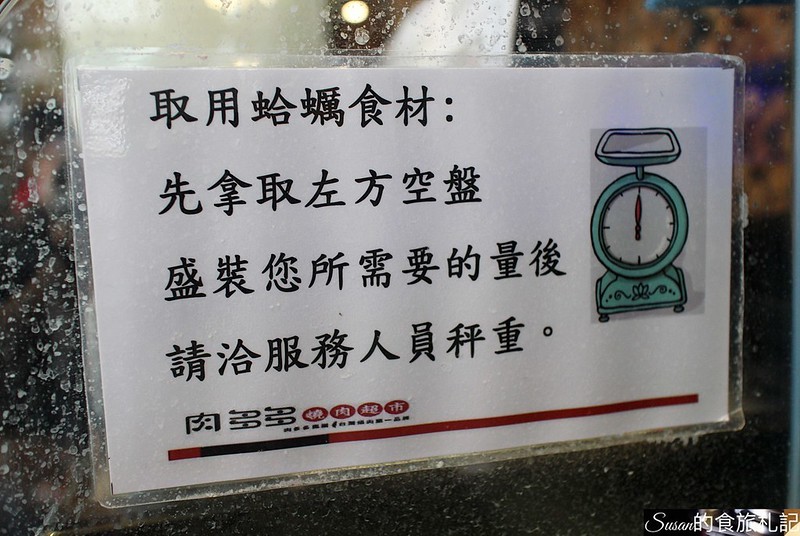 取用蛤蠣食材:
先拿取左方空盤
盛裝您所需要的量後
請洽服務人員秤重。
肉多多 燒肉超市
Susan的食旅札記